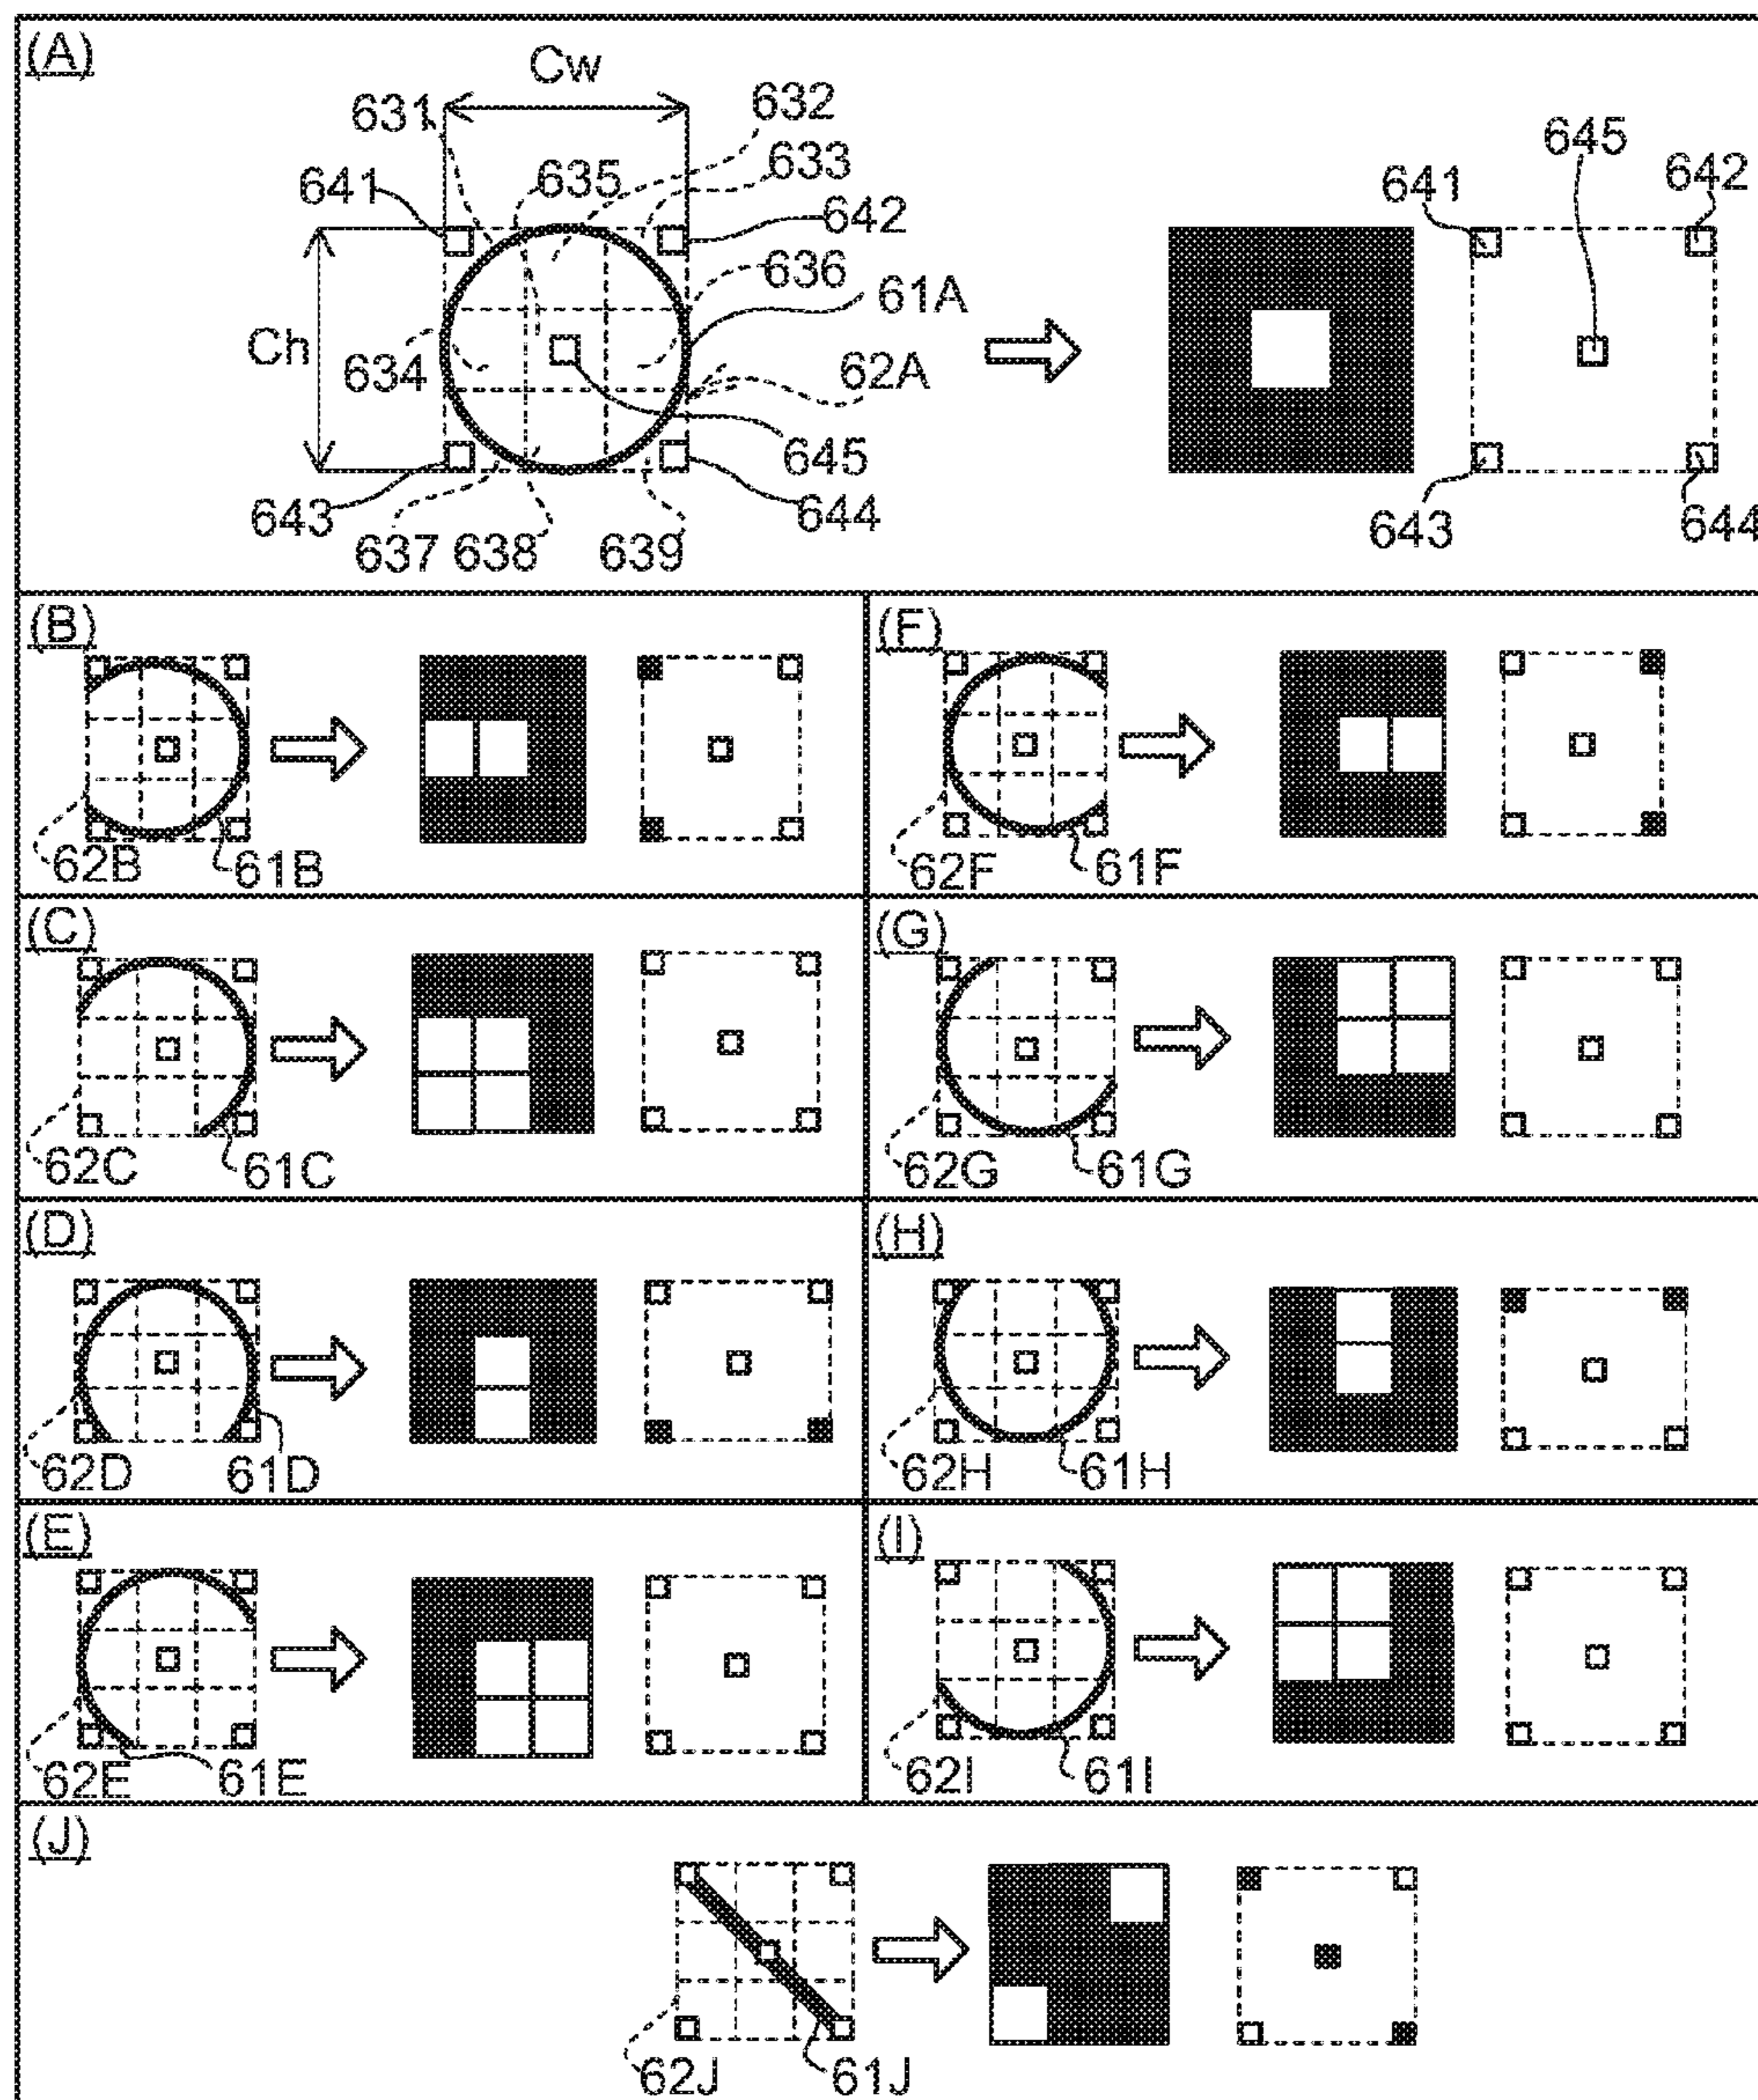 (A)
Cw
631
632
635
633
641
642
636
61A
Ch
634
62A
645
643
644
637
638
639
645
641
642
643
644
(B)
62B
61B
(F)
62F
61F
(C)
62C
61C
(G)
62G
61G
(D)
62D
61D
(H)
62H
61H
(E)
62E
61E
(I)
62I
61I
(J)
62J
61J